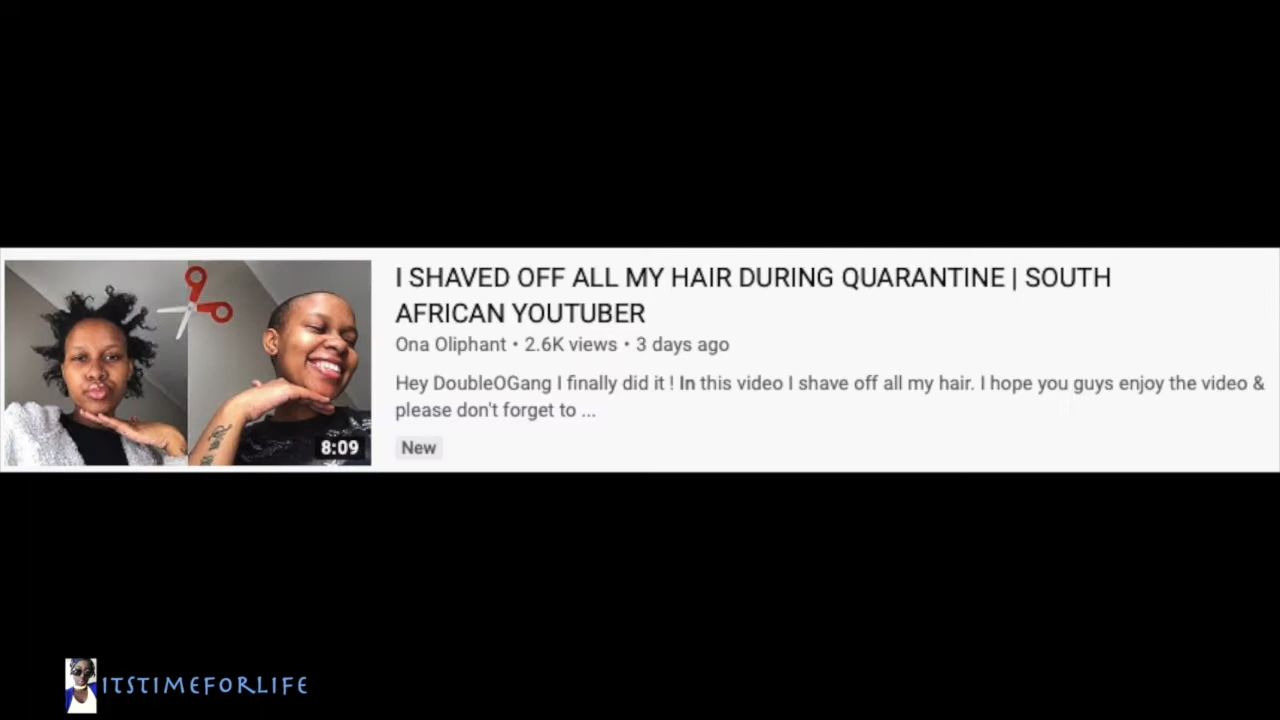 I SHAVED OFF ALL MY HAIR DURING QUARANTINE | SOUTH
AFRICAN YOUTUBER
Ona Oliphant • 2.6K views • 3 days ago
Hey DoubleOGang I finally did it ! In this video I shave off all my hair. I hope you guys enjoy the video &
please don't forget to ...
8:09
New
ITSTIMEFORLIFE